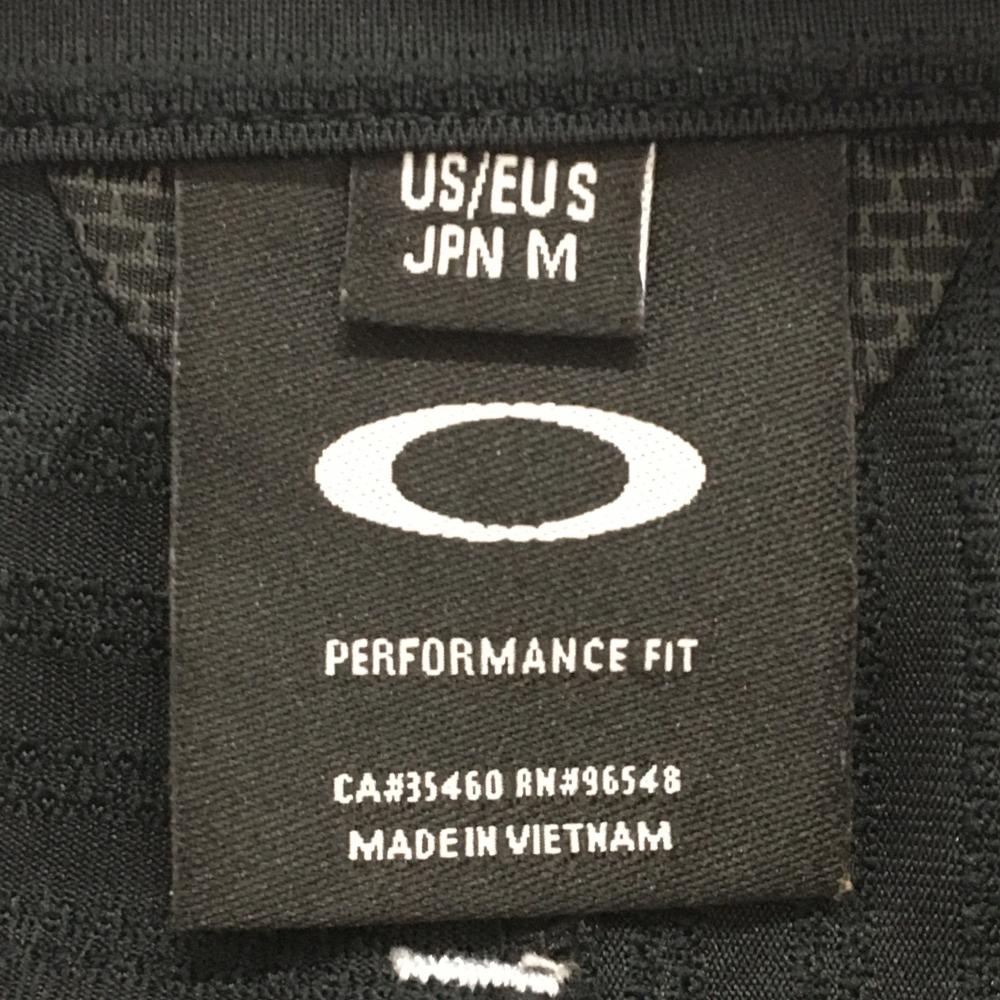 US/EU S
JPN M
PERFORMANCE FIT
CA#35460 RN#96548
MADE IN VIETNAM